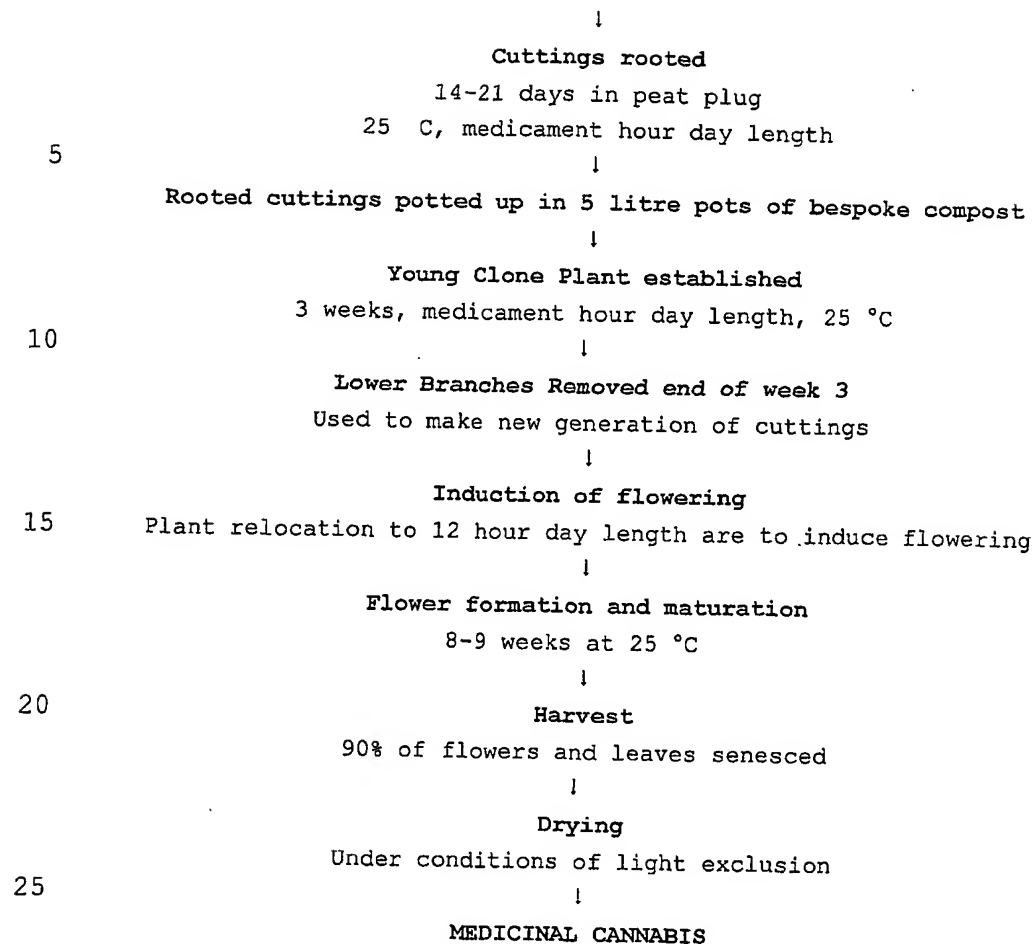 ↓
Cuttings rooted
14-21 days in peat plug
25 C, medicament hour day length
5
↓
Rooted cuttings potted up in 5 litre pots of bespoke compost
↓
Young Clone Plant established
3 weeks, medicament hour day length, 25 °C
10
↓
Lower Branches Removed end of week 3
Used to make new generation of cuttings
↓
Induction of flowering
15 Plant relocation to 12 hour day length are to induce flowering
↓
Flower formation and maturation
8-9 weeks at 25 °C
↓
20
Harvest
90% of flowers and leaves senesced
↓
Drying
Under conditions of light exclusion
25
↓
MEDICINAL CANNABIS